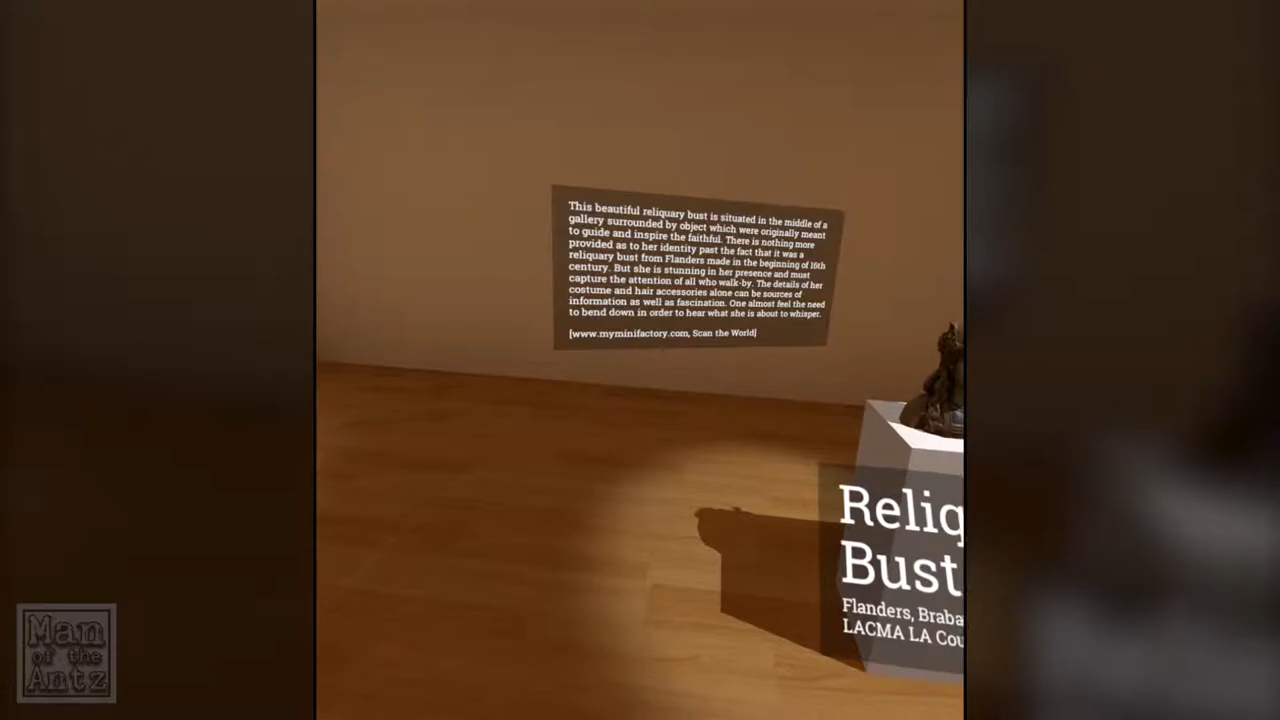 This beautiful reliquary bust is situated in the middle of a
gallery surrounded by object which were originally meant
to guide and inspire the faithful. There is nothing more
provided as to her identity past the fact that it was a
reliquary bust from Flanders made in the beginning of 16th
century. But she is stunning in her presence and must
capture the attention of all who walk-by. The details of her
costume and hair accessories alone can be sources of
information as well as fascination. One almost feel the need
to bend down in order to hear what she is about to whisper.
[www.myminifactory.com, Scan the World]
Reliq
Bust
Flanders, Braba
LACMA LA Cou
Man
of the
Antz